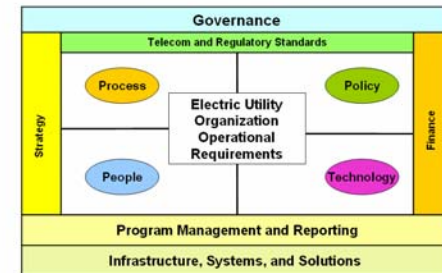 Governance
Telecom and Regulatory Standards
Strategy
Process
Policy
Electric Utility
Organization
Operational
Requirements
People
Technology
Finance
Program Management and Reporting
Infrastructure, Systems, and Solutions